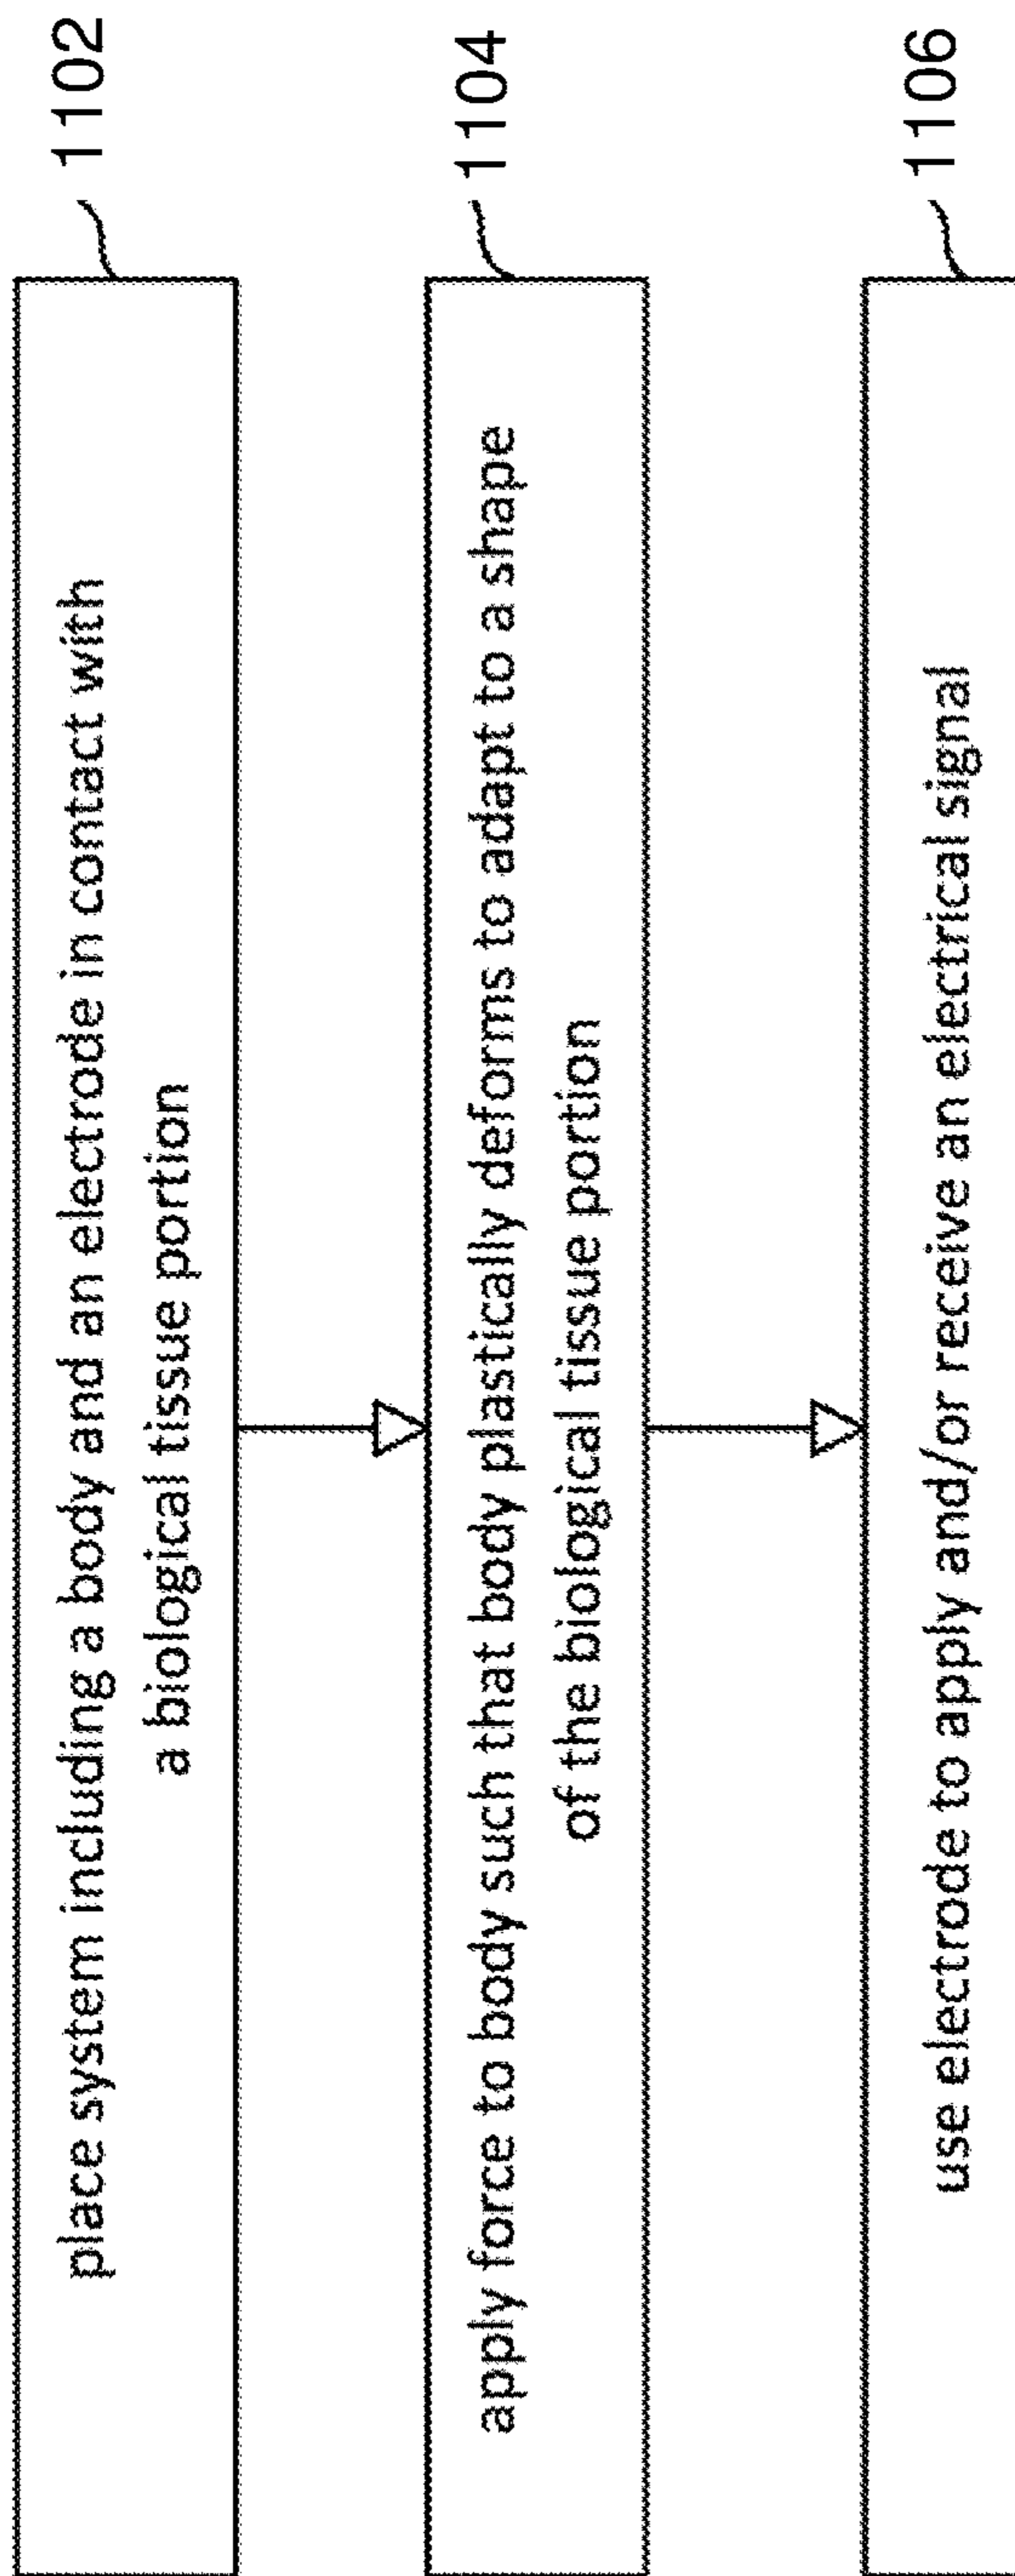 1102
place system including a body and an electrode in contact with
a biological tissue portion
1104
apply force to body such that body plastically deforms to adapt to a shape
of the biological tissue portion
1106
use electrode to apply and/or receive an electrical signal